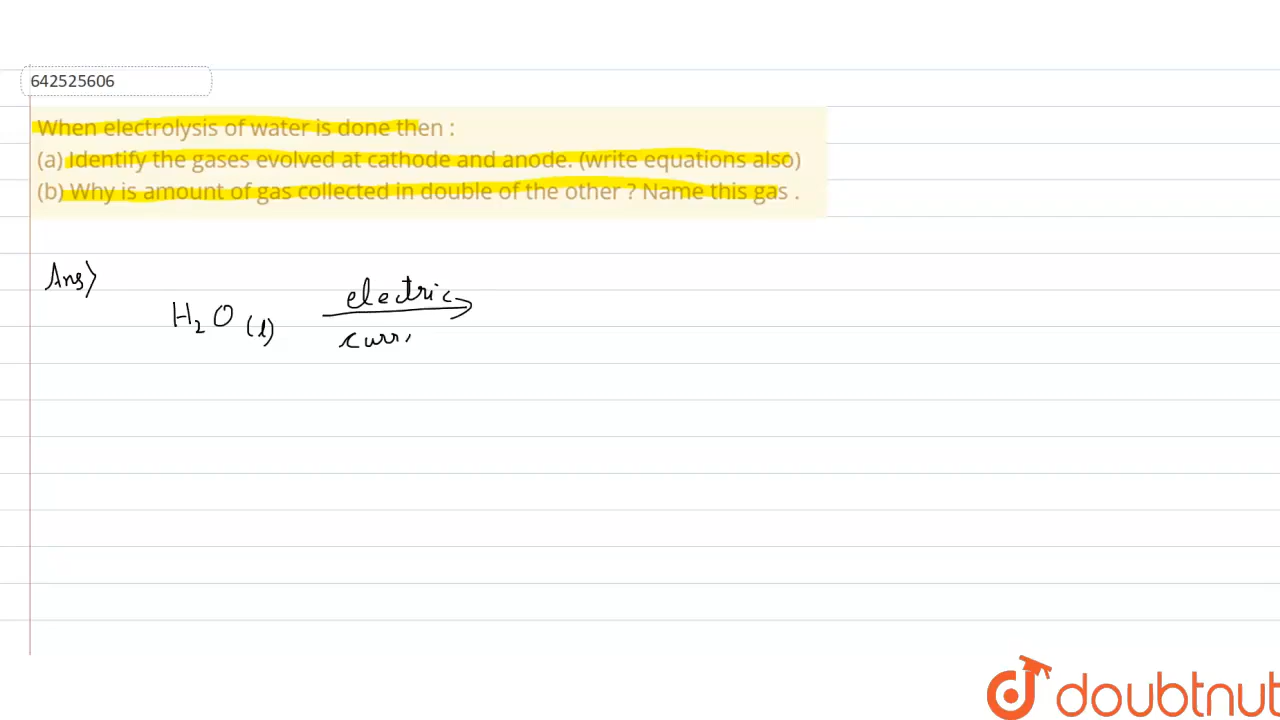 642525606
When electrolysis of water is done then :
(a) Identify the gases evolved at cathode and anode. (write equations also)
(b) Why is amount of gas collected in double of the other ? Name this gas .
Ans)
H2O (l) electric
curr
doubtnut